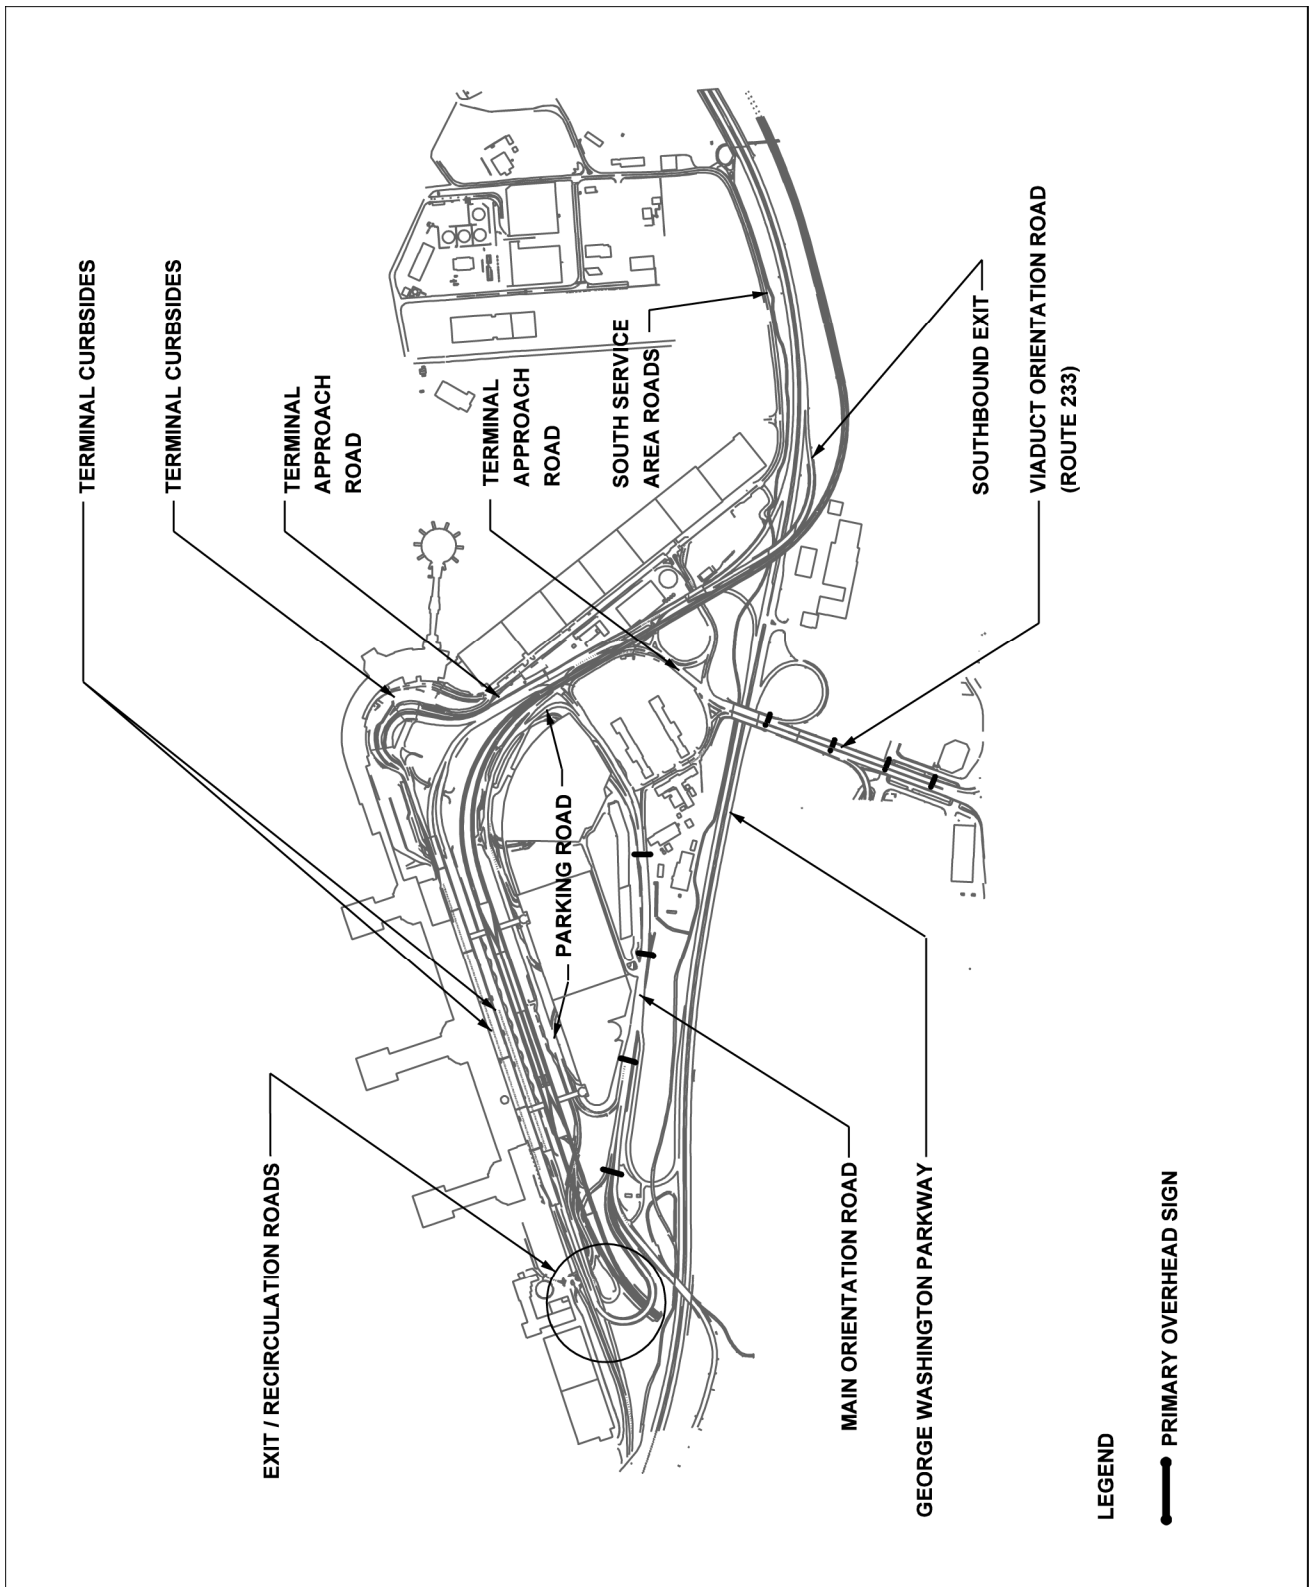 TERMINAL CURBSIDES
TERMINAL CURBSIDES
TERMINAL
APPROACH
ROAD
TERMINAL
APPROACH
ROAD
SOUTH SERVICE
AREA ROADS
SOUTHBOUND EXIT
VIADUCT ORIENTATION ROAD
(ROUTE 233)
PARKING ROAD
EXIT / RECIRCULATION ROADS
MAIN ORIENTATION ROAD
GEORGE WASHINGTON PARKWAY
LEGEND
PRIMARY OVERHEAD SIGN